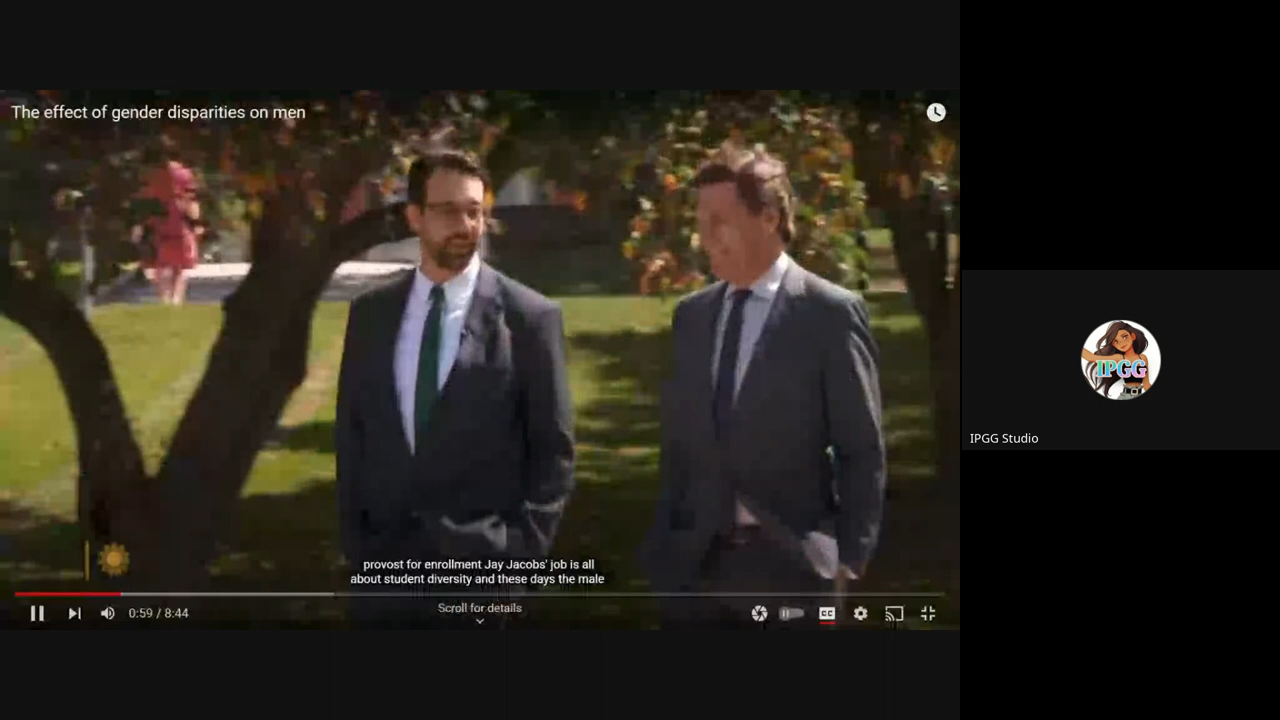 The effect of gender disparities on men
provost for enrollment Jay Jacobs' job is all
about student diversity and these days the male
Scroll for details
0:59 / 8:44
CC
IPGG
IPGG Studio